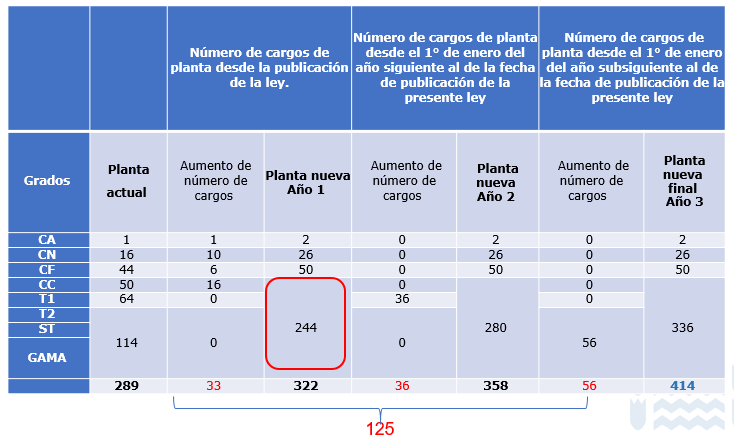 Número de cargos de
planta desde la publicación
de la ley.
Número de cargos de planta
desde el 1° de enero del
año siguiente al de la fecha
de publicación de la
presente ley
Número de cargos de
planta desde el 1° de enero
del año subsiguiente al de
la fecha de publicación de la
presente ley
Grados
Planta
actual
Aumento de
número de
cargos
Planta nueva
Año 1
Aumento de
número de
cargos
Planta
nueva
Año 2
Aumento de
número de
cargos
Planta
nueva
final
Año 3
CA 1 1 2 0 2 0 2
CN 16 10 26 0 26 0 26
CF 44 6 50 0 50 0 50
CC 50 16 0 0
T1 64 0 36 0
T2
ST 244 280 336
114 0 0 56
GAMA
289 33 322 36 358 56 414
125